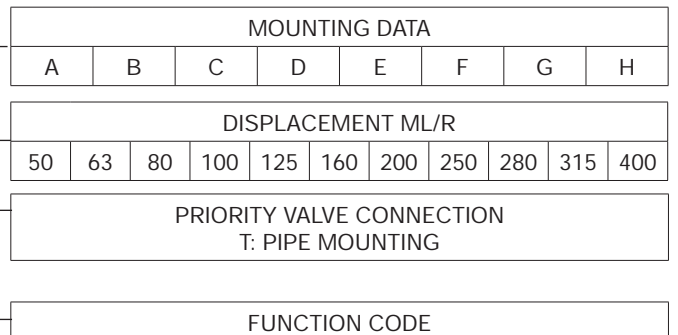 MOUNTING DATA
A B C D E F G H
DISPLACEMENT ML/R
50 63 80 100 125 160 200 250 280 315 400
PRIORITY VALVE CONNECTION
T: PIPE MOUNTING
FUNCTION CODE